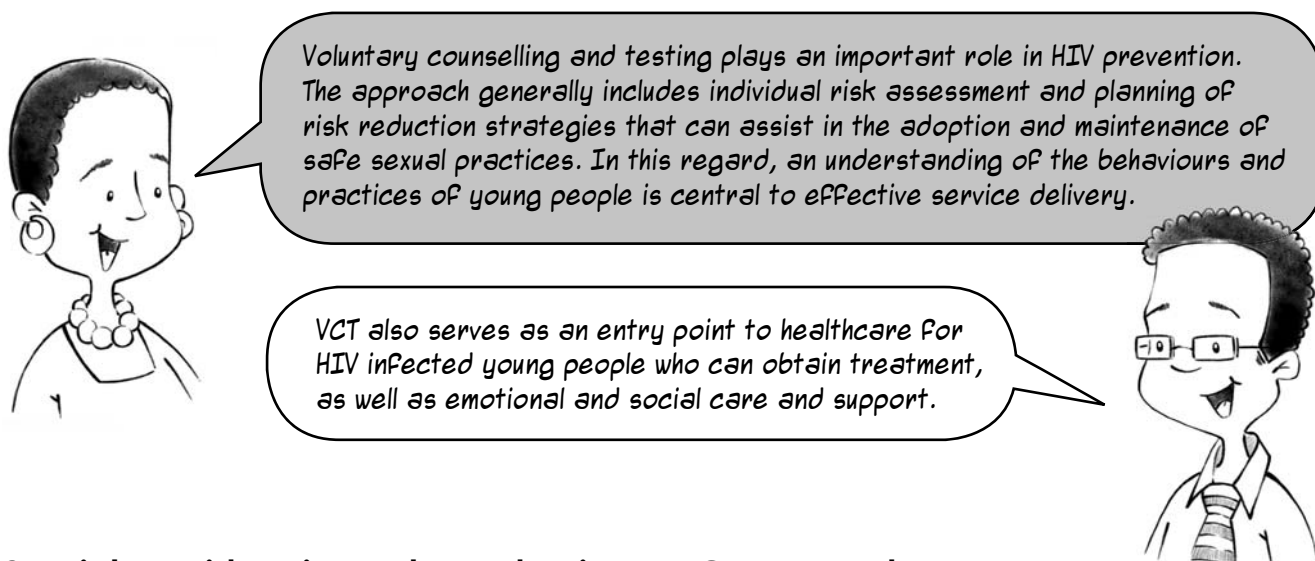 Voluntary counselling and testing plays an important role in HIV prevention.
The approach generally includes individual risk assessment and planning of
risk reduction strategies that can assist in the adoption and maintenance of
safe sexual practices. In this regard, an understanding of the behaviours and
practices of young people is central to effective service delivery.
VCT also serves as an entry point to healthcare for
HIV infected young people who can obtain treatment,
as well as emotional and social care and support.